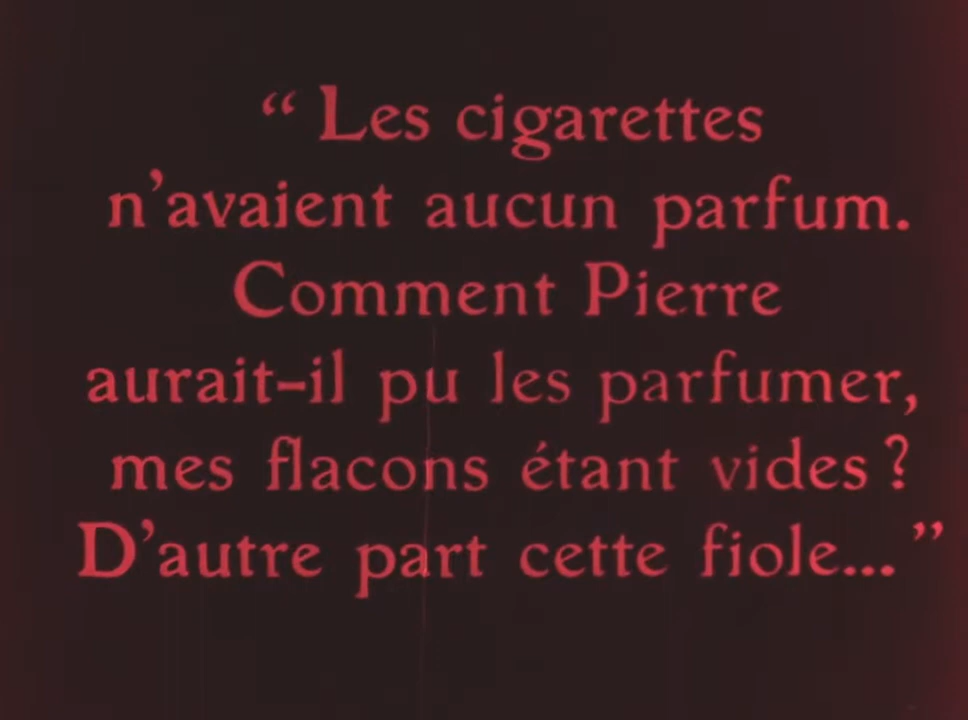 “ Les cigarettes
n’avaient aucun parfum.
Comment Pierre
aurait-il pu les parfumer,
mes flacons étant vides ?
D’autre part cette fiole... ”